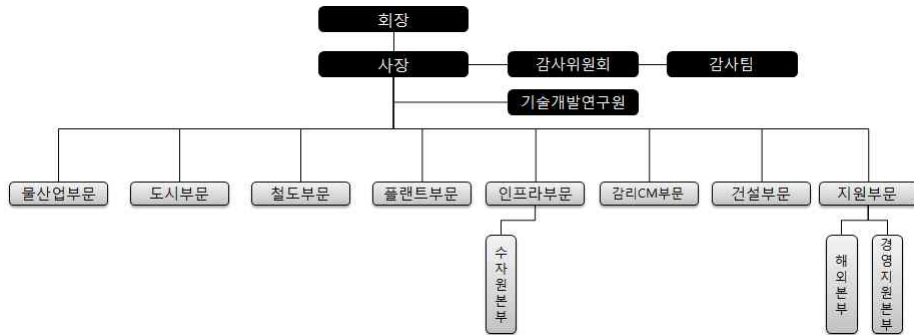 회장
사장
감사위원회
감사팀
기술개발연구원
물산업부문
도시부문
철도부문
플랜트부문
인프라부문
감리CM부문
건설부문
지원부문
수자원본부
해외본부
경영지원본부